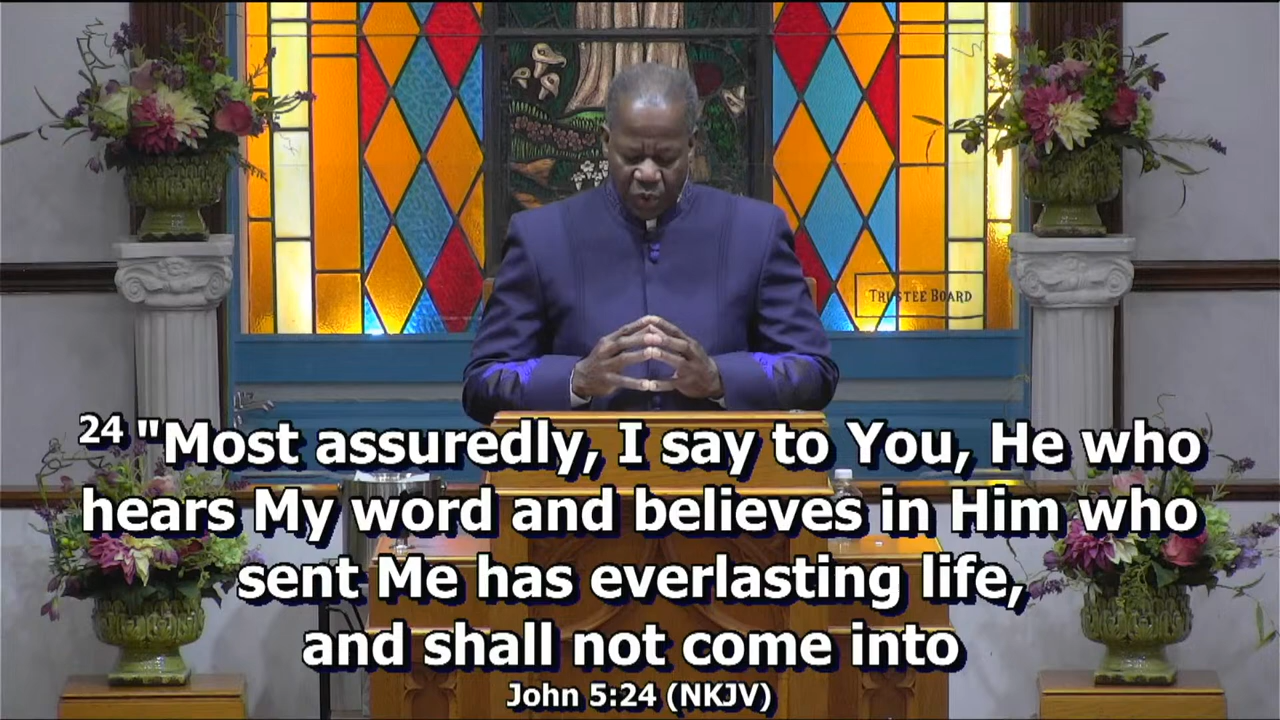 TRUSTEE BOARD
24 "Most assuredly, I say to You, He who
hears My word and believes in Him who
sent Me has everlasting life,
and shall not come into
John 5:24 (NKJV)